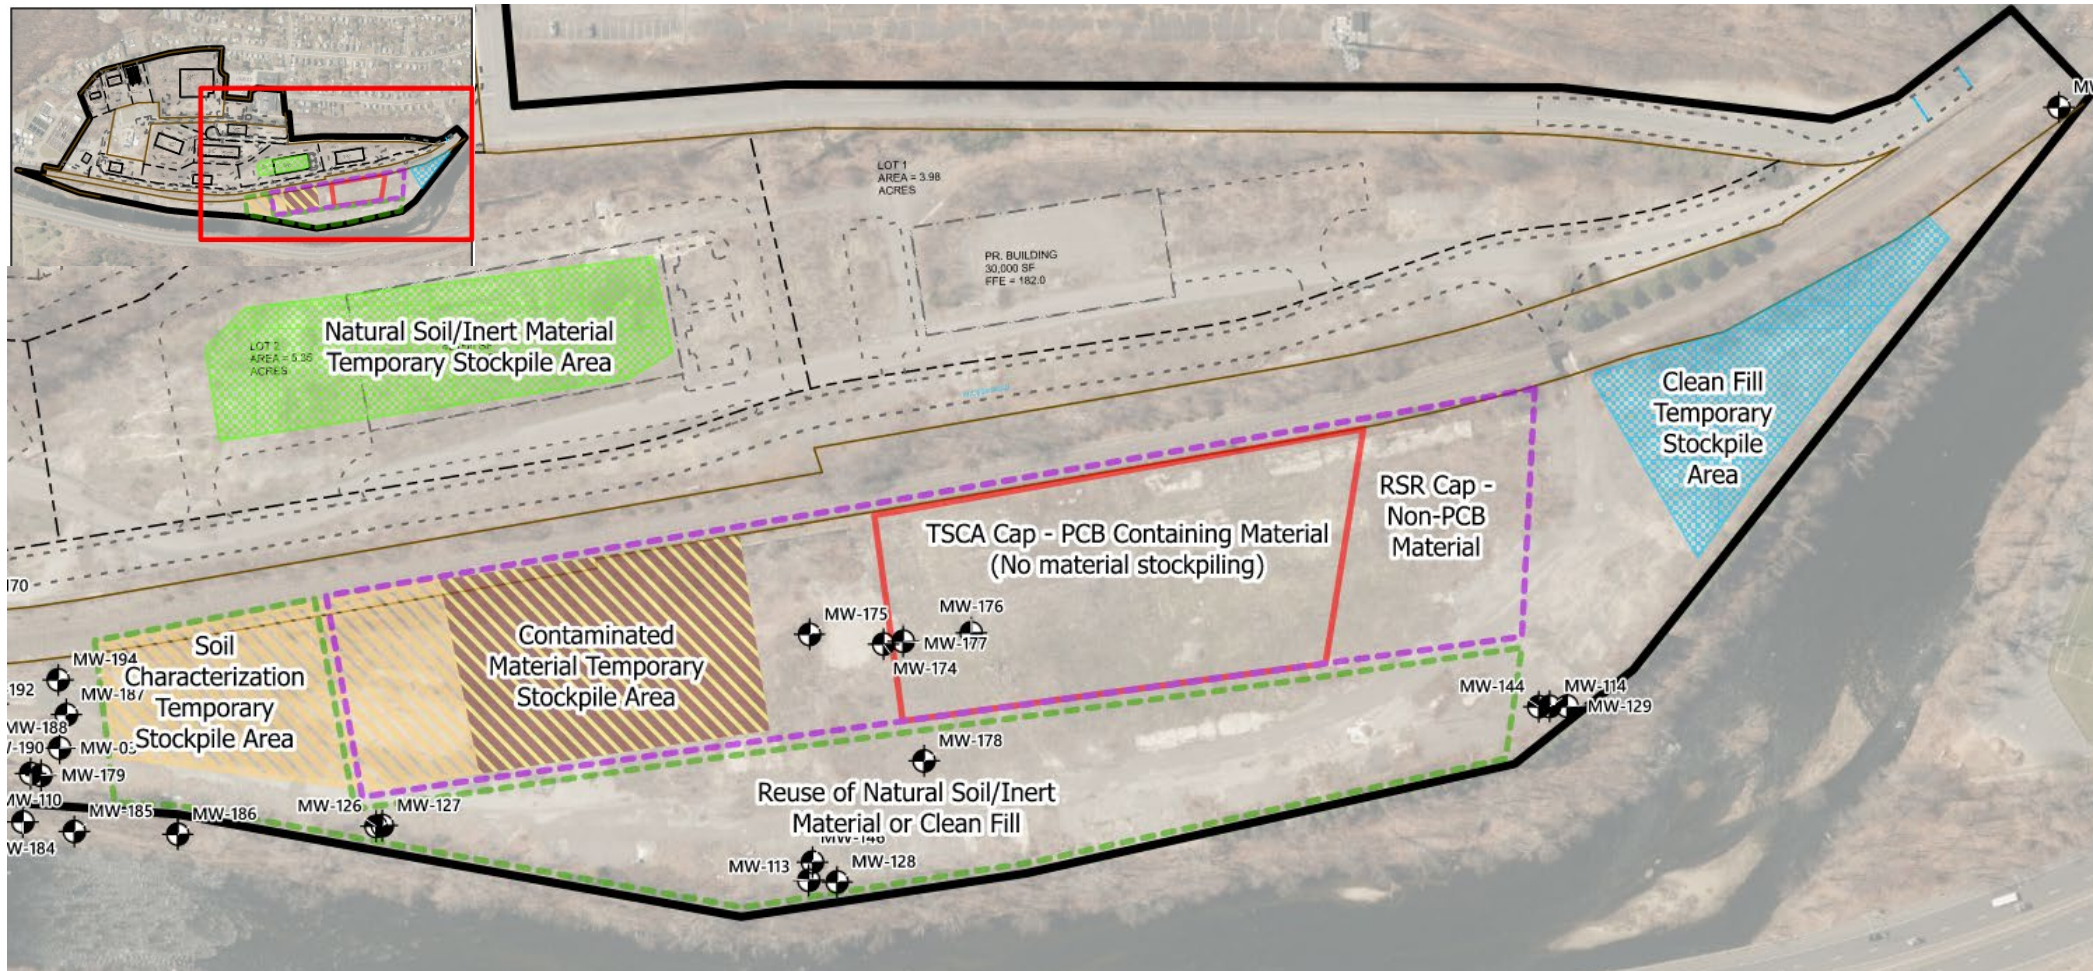 LOT 1
AREA = 3.98
ACRES
PR. BUILDING
30,000 SF
FFE = 182.0
LOT 2
AREA = 5.36
ACRES
Natural Soil/Inert Material
Temporary Stockpile Area
Clean Fill
Temporary
Stockpile
Area
RSR Cap -
Non-PCB
Material
TSCA Cap - PCB Containing Material
(No material stockpiling)
Contaminated
Material Temporary
Stockpile Area
Soil
Characterization
Temporary
Stockpile Area
170
MW-175
MW-176
MW-177
MW-174
MW-194
-192
MW-187
MW-188
-190
MW-179
MW-110
MW-185
MW-186
W-184
MW-126
MW-127
MW-144
MW-114
MW-129
MW-178
Reuse of Natural Soil/Inert
Material or Clean Fill
MW-113
MW-128